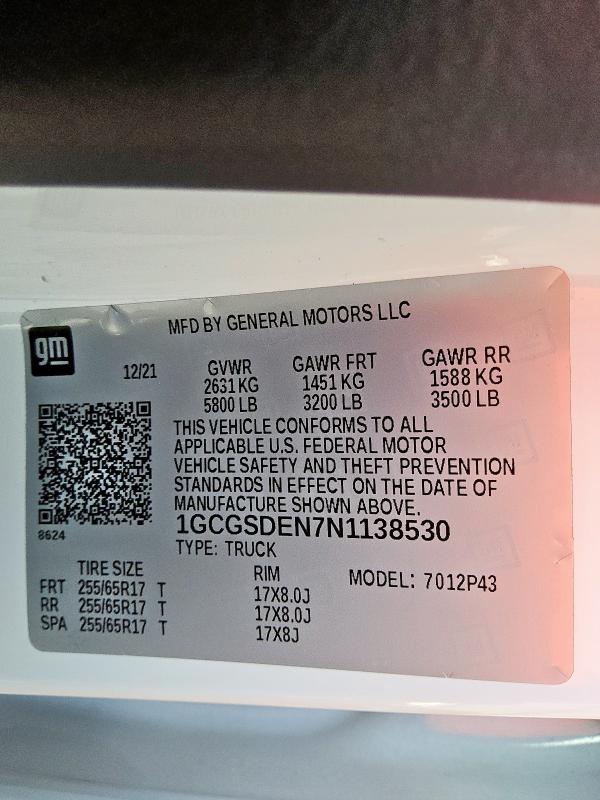 MFD BY GENERAL MOTORS LLC
gm
12/21
GVWR GAWR FRT GAWR RR
2631 KG 1451 KG 1588 KG
5800 LB 3200 LB 3500 LB
THIS VEHICLE CONFORMS TO ALL
APPLICABLE U.S. FEDERAL MOTOR
VEHICLE SAFETY AND THEFT PREVENTION
STANDARDS IN EFFECT ON THE DATE OF
MANUFACTURE SHOWN ABOVE.
1GCGSDEN7N1138530
8624
TYPE: TRUCK
TIRE SIZE RIM MODEL: 7012P43
FRT 255/65R17 T 17X8.0J
RR 255/65R17 T 17X8.0J
SPA 255/65R17 T 17X8J